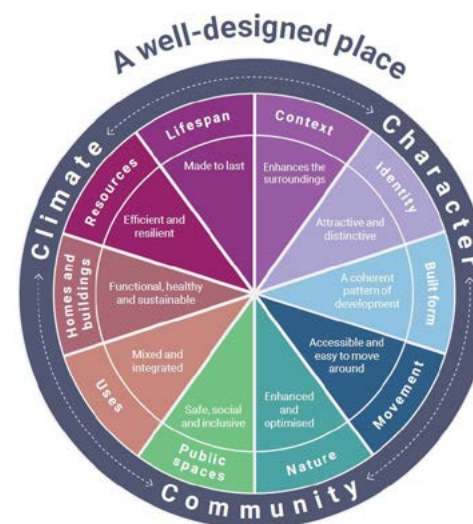 A well-designed place
Climate
Character
Community
Context
Enhances the
surroundings
Identity
Attractive and
distinctive
Built form
A coherent
pattern of
development
Movement
Accessible and
easy to move
around
Nature
Enhanced
and
optimised
Public
spaces
Safe, social
and inclusive
Uses
Mixed and
integrated
Homes and
buildings
Functional, healthy
and sustainable
Resources
Efficient and
resilient
Lifespan
Made to last